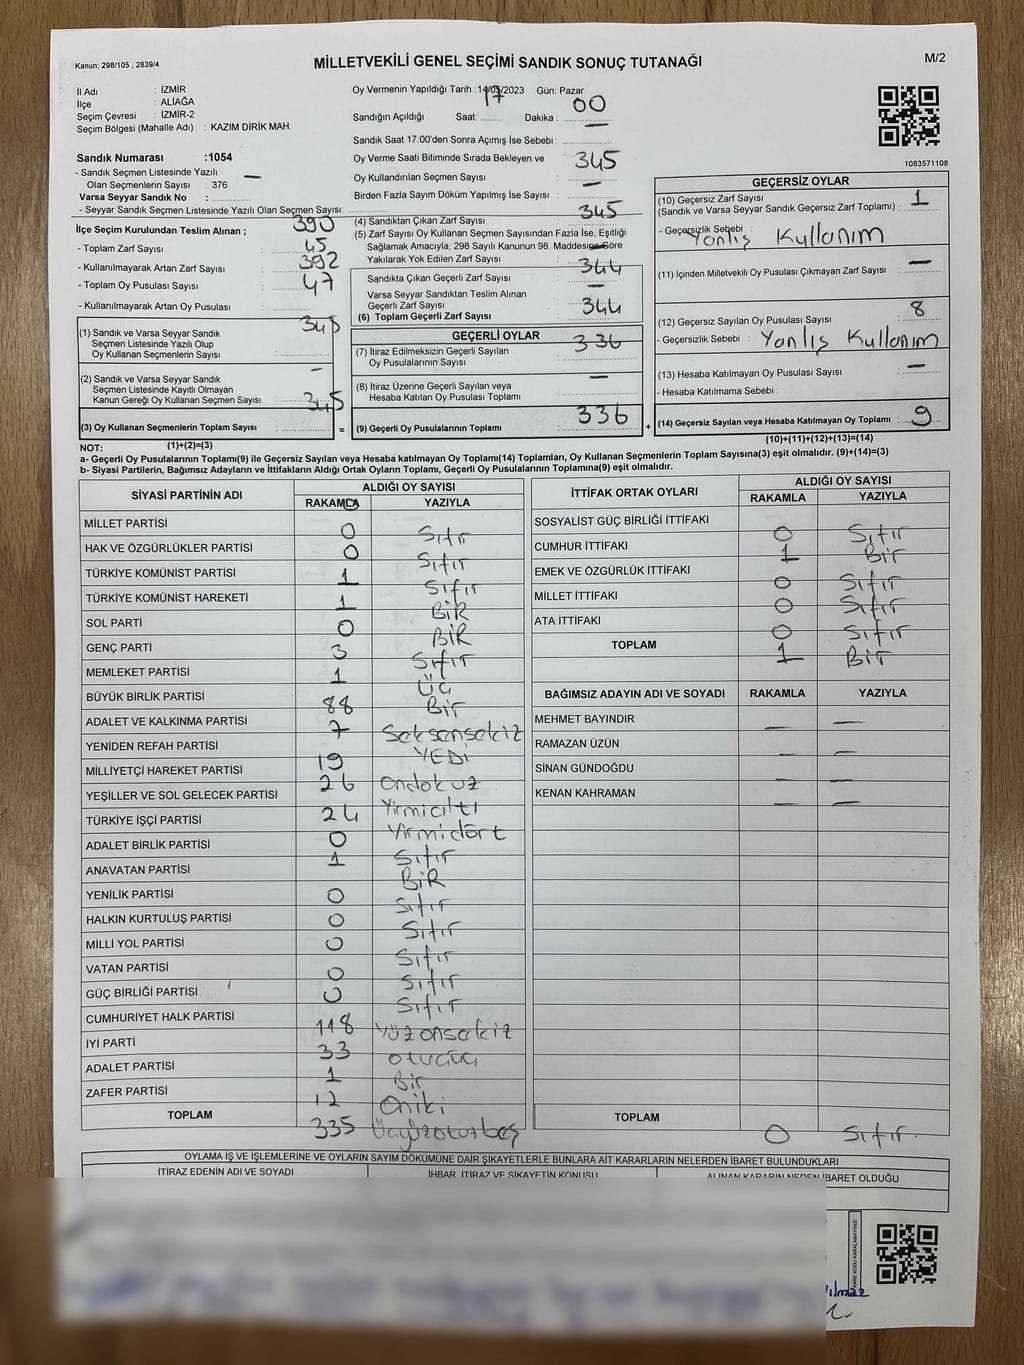 Kanun; 298/105 , 2839/4
MİLLETVEKİLİ GENEL SEÇİMİ SANDIK SONUÇ TUTANAĞI
M/2
İl Adı : İZMİR
İlçe : ALİAĞA
Seçim Çevresi : İZMİR-2
Seçim Bölgesi (Mahalle Adı) : KAZIM DİRİK MAH.
Sandık Numarası :1054
- Sandık Seçmen Listesinde Yazılı —
Olan Seçmenlerin Sayısı : 376
Varsa Seyyar Sandık No :
- Seyyar Sandık Seçmen Listesinde Yazılı Olan Seçmen Sayısı:
İlçe Seçim Kurulundan Teslim Alınan ; 390
- Toplam Zarf Sayısı : 45
- Kullanılmayarak Artan Zarf Sayısı : 392
- Toplam Oy Pusulası Sayısı : 47
- Kullanılmayarak Artan Oy Pusulası :
(1) Sandık ve Varsa Seyyar Sandık 345
Seçmen Listesinde Yazılı Olup
Oy Kullanan Seçmenlerin Sayısı :
(2) Sandık ve Varsa Seyyar Sandık —
Seçmen Listesinde Kayıtlı Olmayan
Kanun Gereği Oy Kullanan Seçmen Sayısı : 345
(3) Oy Kullanan Seçmenlerin Toplam Sayısı :
Oy Vermenin Yapıldığı Tarih :14/05/2023 Gün: Pazar
Sandığın Açıldığı Saat: 17 Dakika : 00
Sandık Saat 17:00'den Sonra Açımış İse Sebebi : —
Oy Verme Saati Bitiminde Sırada Bekleyen ve 345
Oy Kullandırılan Seçmen Sayısı :
Birden Fazla Sayım Döküm Yapılmış İse Sayısı : —
(4) Sandıktan Çıkan Zarf Sayısı : 345
(5) Zarf Sayısı Oy Kullanan Seçmen Sayısından Fazla İse, Eşitliği
Sağlamak Amacıyla, 298 Sayılı Kanunun 98. Maddesine Göre
Yakılarak Yok Edilen Zarf Sayısı : —
Sandıkta Çıkan Geçerli Zarf Sayısı : 344
Varsa Seyyar Sandıktan Teslim Alınan —
Geçerli Zarf Sayısı :
(6) Toplam Geçerli Zarf Sayısı : 344
GEÇERLİ OYLAR
(7) İtiraz Edilmeksizin Geçerli Sayılan 336
Oy Pusulalarının Sayısı :
(8) İtiraz Üzerine Geçerli Sayılan veya —
Hesaba Katılan Oy Pusulası Toplamı :
= (9) Geçerli Oy Pusulalarının Toplamı : 336 +
1083571108
GEÇERSİZ OYLAR
(10) Geçersiz Zarf Sayısı 1
(Sandık ve Varsa Seyyar Sandık Geçersiz Zarf Toplamı) :
- Geçersizlik Sebebi : Yanlış Kullanım
(11) İçinden Milletvekili Oy Pusulası Çıkmayan Zarf Sayısı : —
(12) Geçersiz Sayılan Oy Pusulası Sayısı : 8
- Geçersizlik Sebebi : Yanlış Kullanım
(13) Hesaba Katılmayan Oy Pusulası Sayısı : —
- Hesaba Katılmama Sebebi :
(14) Geçersiz Sayılan veya Hesaba Katılmayan Oy Toplamı : 9
NOT: (1)+(2)=(3) (10)+(11)+(12)+(13)=(14)
a- Geçerli Oy Pusulalarının Toplamı(9) ile Geçersiz Sayılan veya Hesaba katılmayan Oy Toplamı(14) Toplamları, Oy Kullanan Seçmenlerin Toplam Sayısına(3) eşit olmalıdır. (9)+(14)=(3)
b- Siyasi Partilerin, Bağımsız Adayların ve İttifakların Aldığı Ortak Oyların Toplamı, Geçerli Oy Pusulalarının Toplamına(9) eşit olmalıdır.
SİYASİ PARTİNİN ADI ALDIĞI OY SAYISI
RAKAMLA YAZIYLA
MİLLET PARTİSİ 0 Sıfır
HAK VE ÖZGÜRLÜKLER PARTİSİ 0 Sıfır
TÜRKİYE KOMÜNİST PARTİSİ 1 Sıfır
TÜRKİYE KOMÜNİST HAREKETİ 1 BİR
SOL PARTİ 0 BİR
GENÇ PARTİ 3 Sıfır
MEMLEKET PARTİSİ 1 Üç
BÜYÜK BİRLİK PARTİSİ 88 Bir
ADALET VE KALKINMA PARTİSİ 7 Seksensekiz
YENİDEN REFAH PARTİSİ 19 YEDİ
MİLLİYETÇİ HAREKET PARTİSİ 26 Ondokuz
YEŞİLLER VE SOL GELECEK PARTİSİ 24 Yirmialtı
TÜRKİYE İŞÇİ PARTİSİ 0 Yirmidört
ADALET BİRLİK PARTİSİ 1 Sıfır
ANAVATAN PARTİSİ BİR
YENİLİK PARTİSİ 0 Sıfır
HALKIN KURTULUŞ PARTİSİ 0 Sıfır
MİLLİ YOL PARTİSİ 0 Sıfır
VATAN PARTİSİ 0 Sıfır
GÜÇ BİRLİĞİ PARTİSİ 0 Sıfır
CUMHURİYET HALK PARTİSİ 118 Yüzonsekiz
İYİ PARTİ 33 otuzüç
ADALET PARTİSİ 1 Bir
ZAFER PARTİSİ 12 Oniki
TOPLAM 335 Üçyüzotuzbeş
İTTİFAK ORTAK OYLARI ALDIĞI OY SAYISI
RAKAMLA YAZIYLA
SOSYALİST GÜÇ BİRLİĞİ İTTİFAKI 0 Sıfır
CUMHUR İTTİFAKI 1 Bir
EMEK VE ÖZGÜRLÜK İTTİFAKI 0 Sıfır
MİLLET İTTİFAKI 0 Sıfır
ATA İTTİFAKI 0 Sıfır
TOPLAM 1 Bir
BAĞIMSIZ ADAYIN ADI VE SOYADI RAKAMLA YAZIYLA
MEHMET BAYINDIR — —
RAMAZAN ÜZÜN — —
SİNAN GÜNDOĞDU — —
KENAN KAHRAMAN — —
TOPLAM 0 Sıfır
OYLAMA İŞ VE İŞLEMLERİNE VE OYLARIN SAYIM DÖKÜMÜNE DAİR ŞİKAYETLERLE BUNLARA AİT KARARLARIN NELERDEN İBARET BULUNDUKLARI
İTİRAZ EDENİN ADI VE SOYADI İHBAR, İTİRAZ VE ŞİKAYETİN KONUSU ALINAN KARARIN NEDEN İBARET OLDUĞU
KARE KODU KARALAMAYINIZ!
Yılmaz